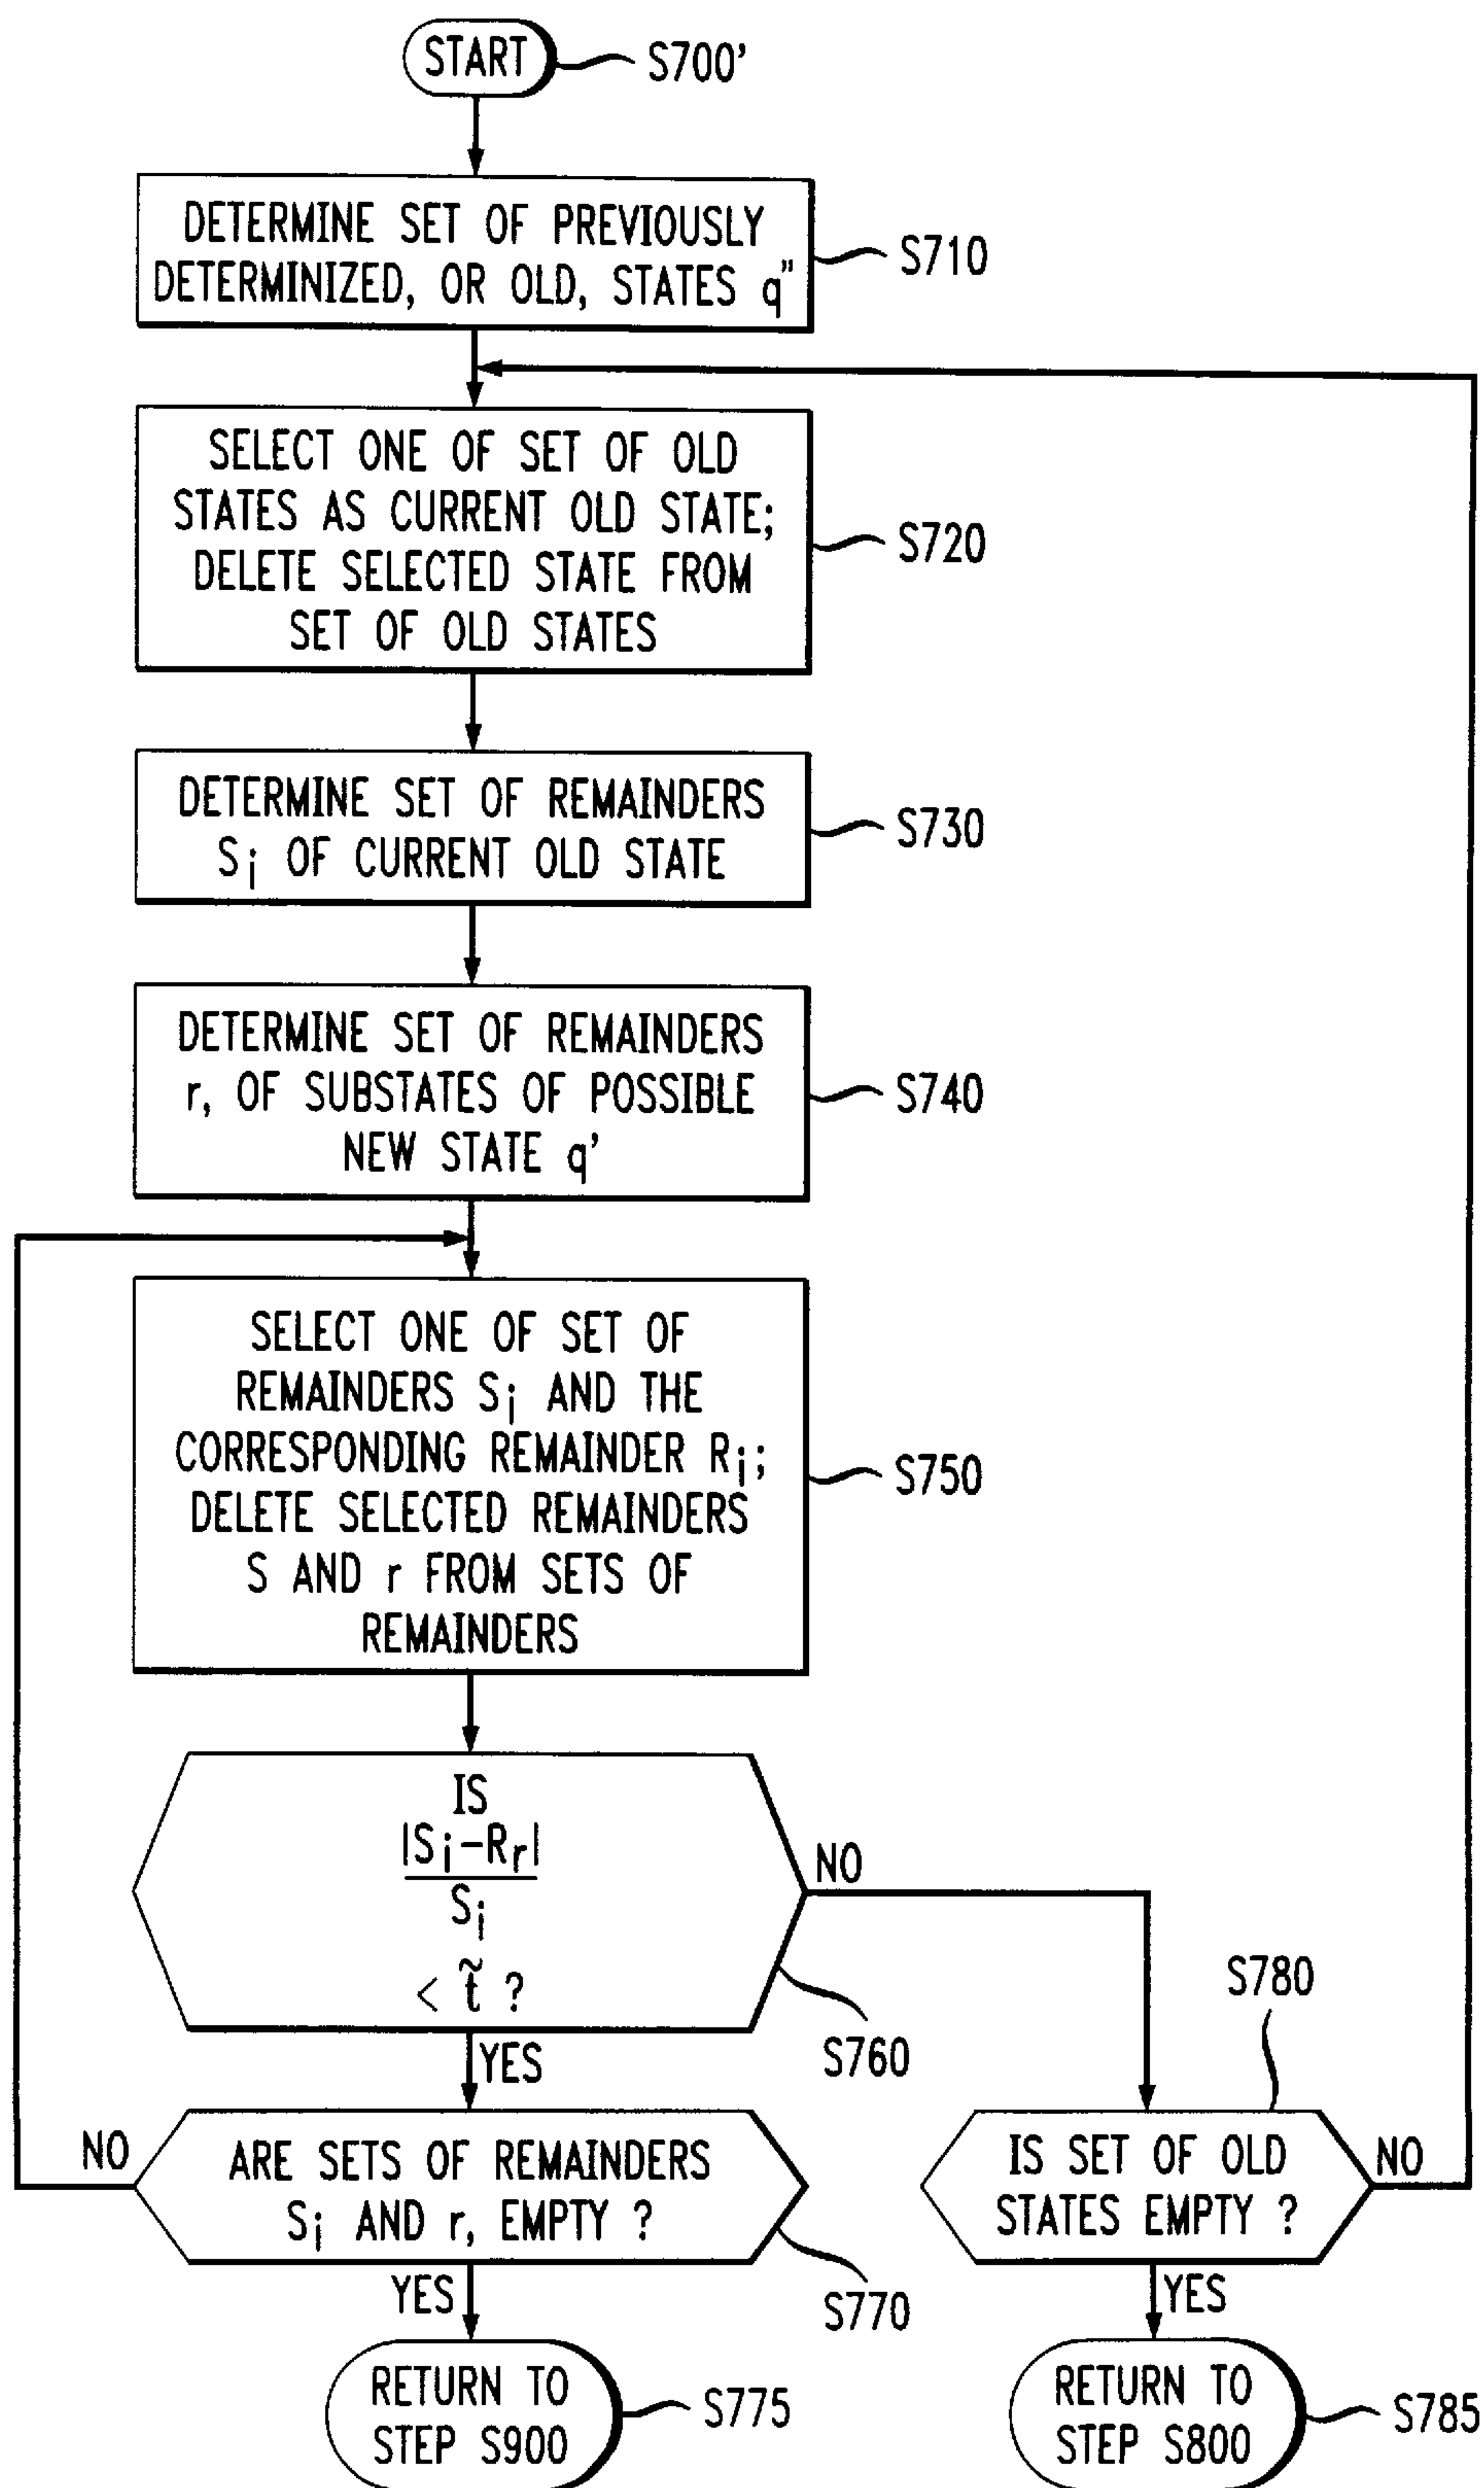 START
S700'
DETERMINE SET OF PREVIOUSLY
DETERMINIZED, OR OLD, STATES q"
S710
SELECT ONE OF SET OF OLD
STATES AS CURRENT OLD STATE;
DELETE SELECTED STATE FROM
SET OF OLD STATES
S720
DETERMINE SET OF REMAINDERS
Si OF CURRENT OLD STATE
S730
DETERMINE SET OF REMAINDERS
r, OF SUBSTATES OF POSSIBLE
NEW STATE q'
S740
SELECT ONE OF SET OF
REMAINDERS Si AND THE
CORRESPONDING REMAINDER Ri;
DELETE SELECTED REMAINDERS
S AND r FROM SETS OF
REMAINDERS
S750
IS
|Si-Rr|
Si
< t̃ ?
NO
S760
YES
S780
NO
ARE SETS OF REMAINDERS
Si AND r, EMPTY ?
S770
IS SET OF OLD
STATES EMPTY ?
NO
YES
YES
RETURN TO
STEP S900
S775
RETURN TO
STEP S800
S785